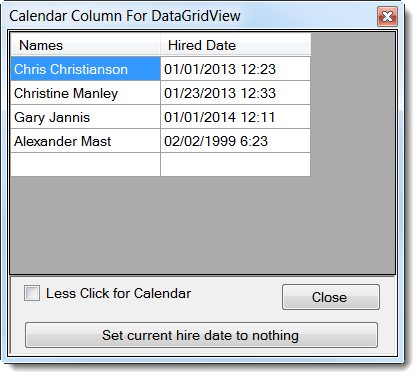 Calendar Column For DataGridView
Names Hired Date
Chris Christianson 01/01/2013 12:23
Christine Manley 01/23/2013 12:33
Gary Jannis 01/01/2014 12:11
Alexander Mast 02/02/1999 6:23
Less Click for Calendar
Close
Set current hire date to nothing